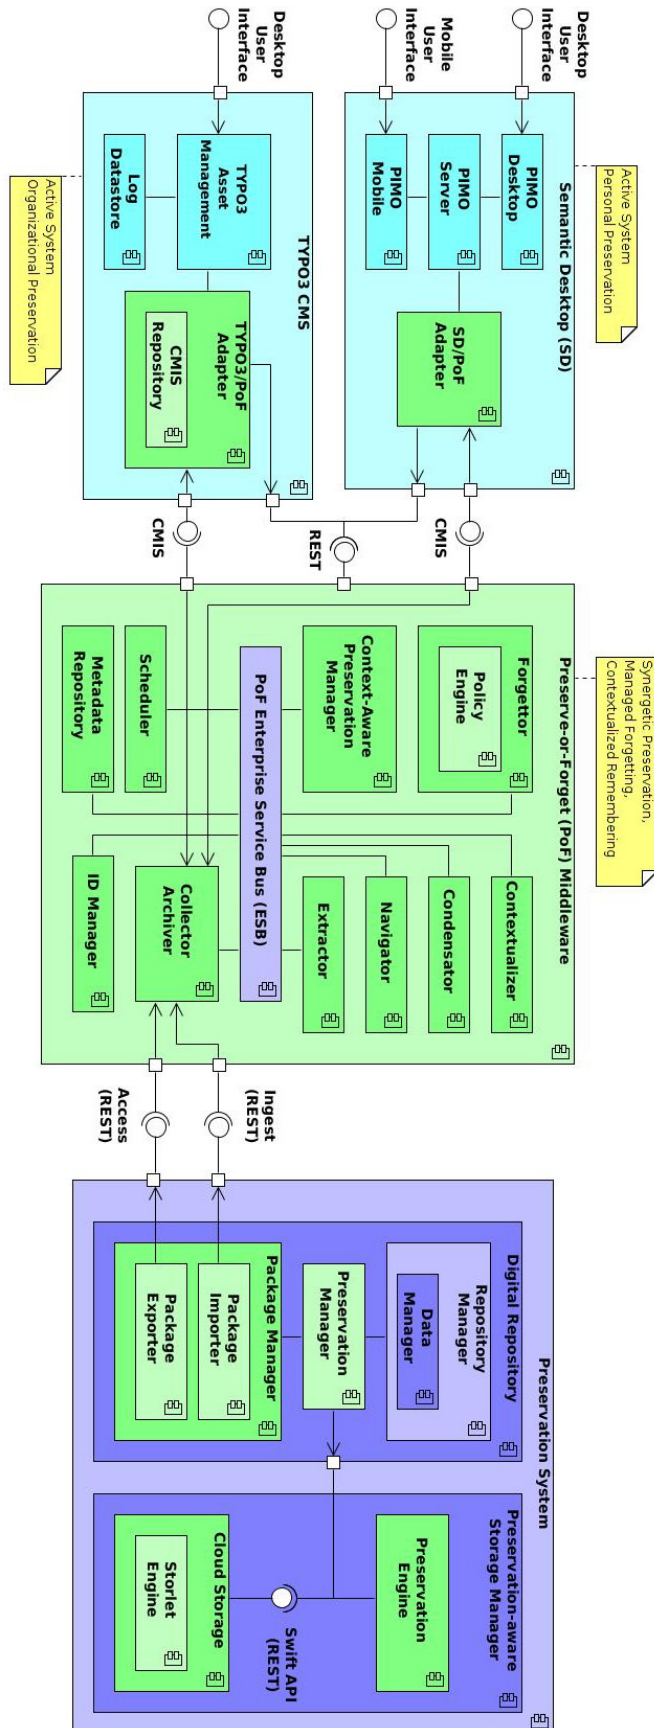 Desktop
User
Interface
Mobile
User
Interface
Desktop
User
Interface
Active System
Personal Preservation
Semantic Desktop (SD)
PIMO
Desktop
PIMO
Server
PIMO
Mobile
SD/PoF
Adapter
TYPO3 CMS
TYPO3
Asset
Management
Log
Datastore
TYPO3/PoF
Adapter
CMIS
Repository
Active System
Organizational Preservation
CMIS
REST
CMIS
Synergetic Preservation,
Managed Forgetting,
Contextualized Remembering
Preserve-or-Forget (PoF) Middleware
Forgettor
Policy
Engine
Context-Aware
Preservation
Manager
PoF Enterprise Service Bus (ESB)
Scheduler
Metadata
Repository
Contextualizer
Condensator
Navigator
Extractor
Collector
Archiver
ID Manager
Ingest
(REST)
Access
(REST)
Preservation System
Digital Repository
Repository
Manager
Data
Manager
Preservation
Manager
Package Manager
Package
Importer
Package
Exporter
Preservation-aware
Storage Manager
Preservation
Engine
Swift API
(REST)
Cloud Storage
Storlet
Engine